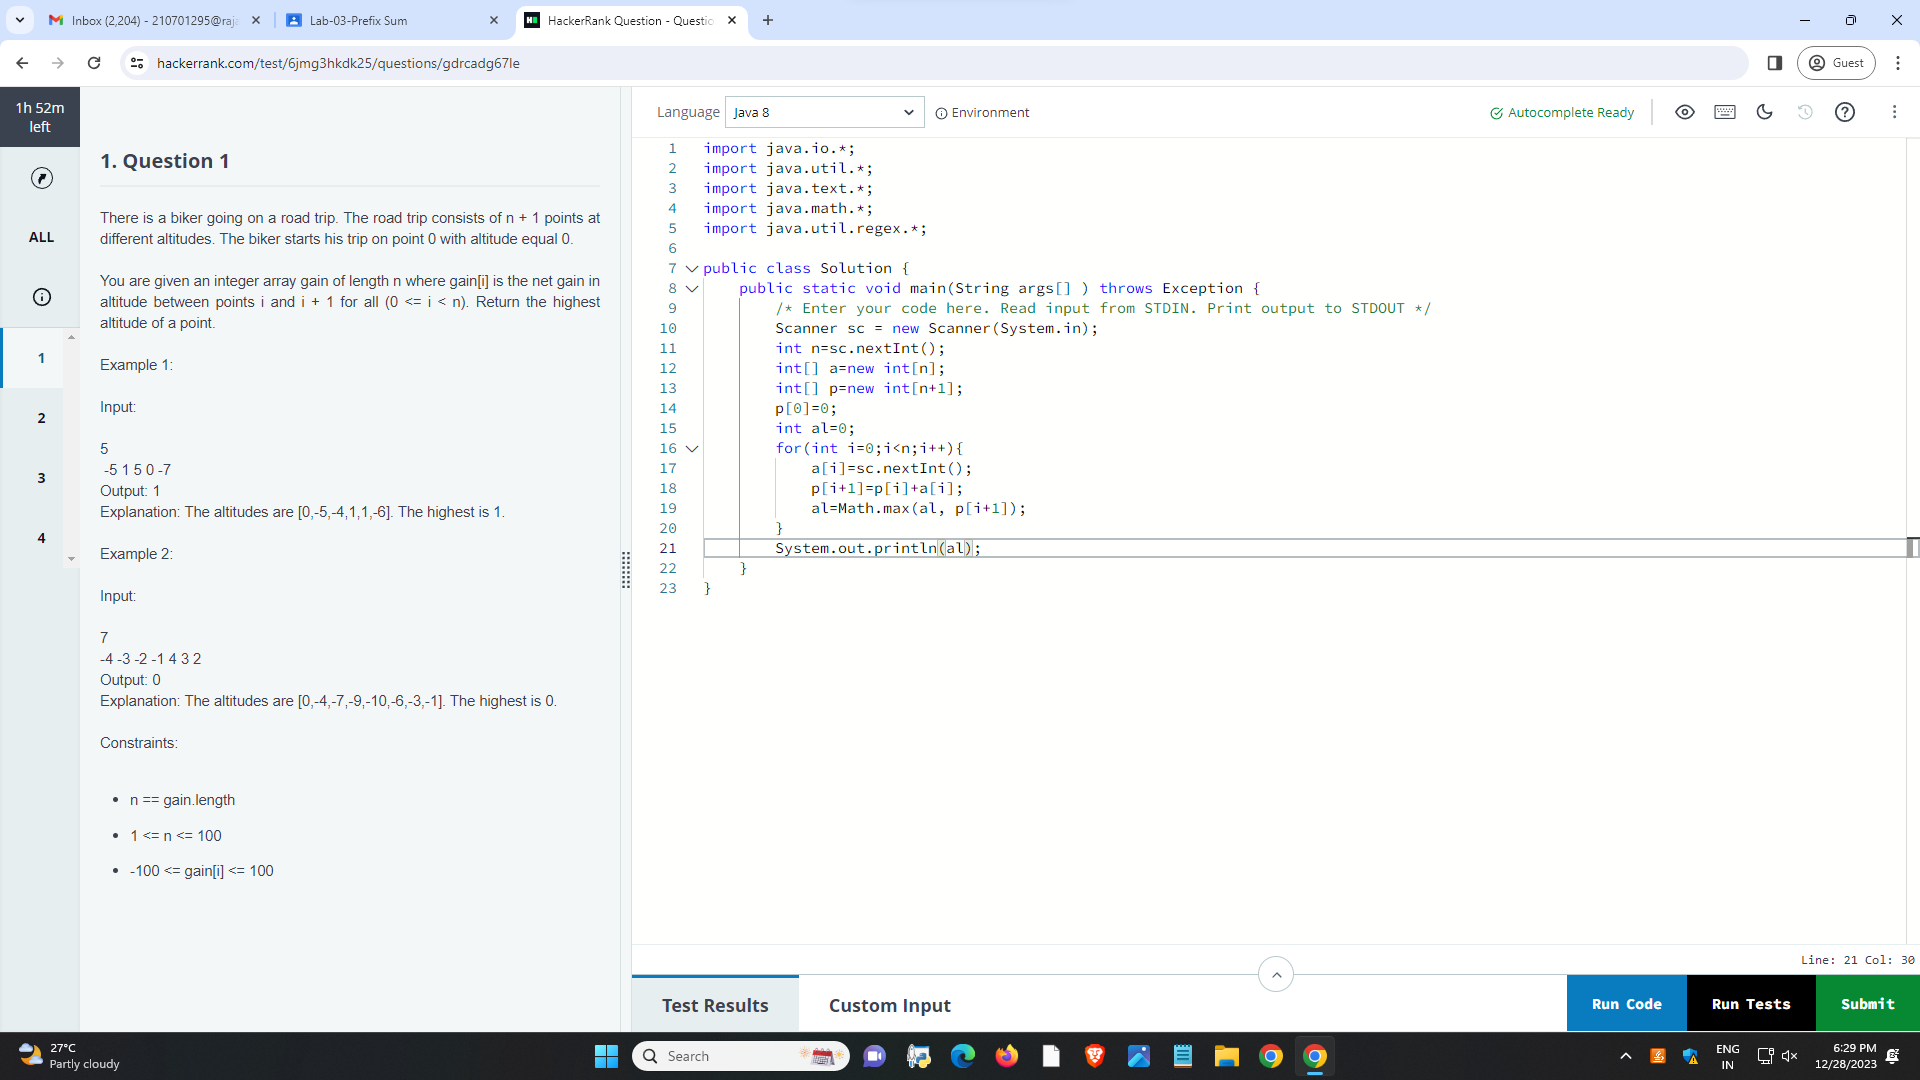 Inbox (2,204) - 210701295@raja
Lab-03-Prefix Sum
HackerRank Question - Questio
hackerrank.com/test/6jmg3hkdk25/questions/gdrcadg67le
Guest
1h 52m
left
ALL
1
2
3
4
1. Question 1
There is a biker going on a road trip. The road trip consists of n + 1 points at
different altitudes. The biker starts his trip on point 0 with altitude equal 0.
You are given an integer array gain of length n where gain[i] is the net gain in
altitude between points i and i + 1 for all (0 <= i < n). Return the highest
altitude of a point.
Example 1:
Input:
5
-5 1 5 0 -7
Output: 1
Explanation: The altitudes are [0,-5,-4,1,1,-6]. The highest is 1.
Example 2:
Input:
7
-4 -3 -2 -1 4 3 2
Output: 0
Explanation: The altitudes are [0,-4,-7,-9,-10,-6,-3,-1]. The highest is 0.
Constraints:
• n == gain.length
• 1 <= n <= 100
• -100 <= gain[i] <= 100
Language Java 8 Environment
Autocomplete Ready
1 import java.io.*;
2 import java.util.*;
3 import java.text.*;
4 import java.math.*;
5 import java.util.regex.*;
6
7 public class Solution {
8 public static void main(String args[] ) throws Exception {
9 /* Enter your code here. Read input from STDIN. Print output to STDOUT */
10 Scanner sc = new Scanner(System.in);
11 int n=sc.nextInt();
12 int[] a=new int[n];
13 int[] p=new int[n+1];
14 p[0]=0;
15 int al=0;
16 for(int i=0;i<n;i++){
17 a[i]=sc.nextInt();
18 p[i+1]=p[i]+a[i];
19 al=Math.max(al, p[i+1]);
20 }
21 System.out.println(al);
22 }
23 }
Line: 21 Col: 30
Test Results
Custom Input
Run Code
Run Tests
Submit
27°C
Partly cloudy
Search
ENG
IN
6:29 PM
12/28/2023